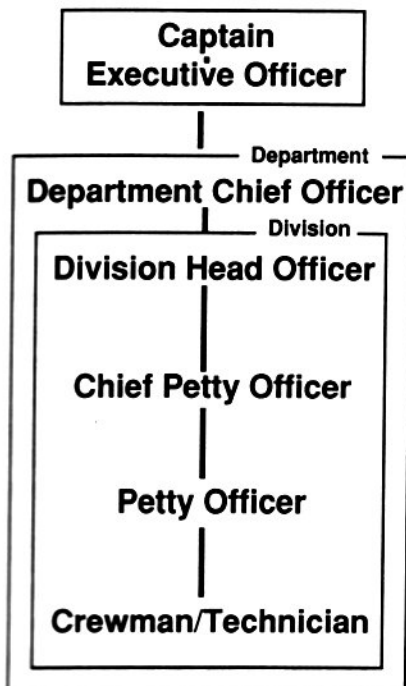 Captain
Executive Officer
Department
Department Chief Officer
Division
Division Head Officer
Chief Petty Officer
Petty Officer
Crewman/Technician